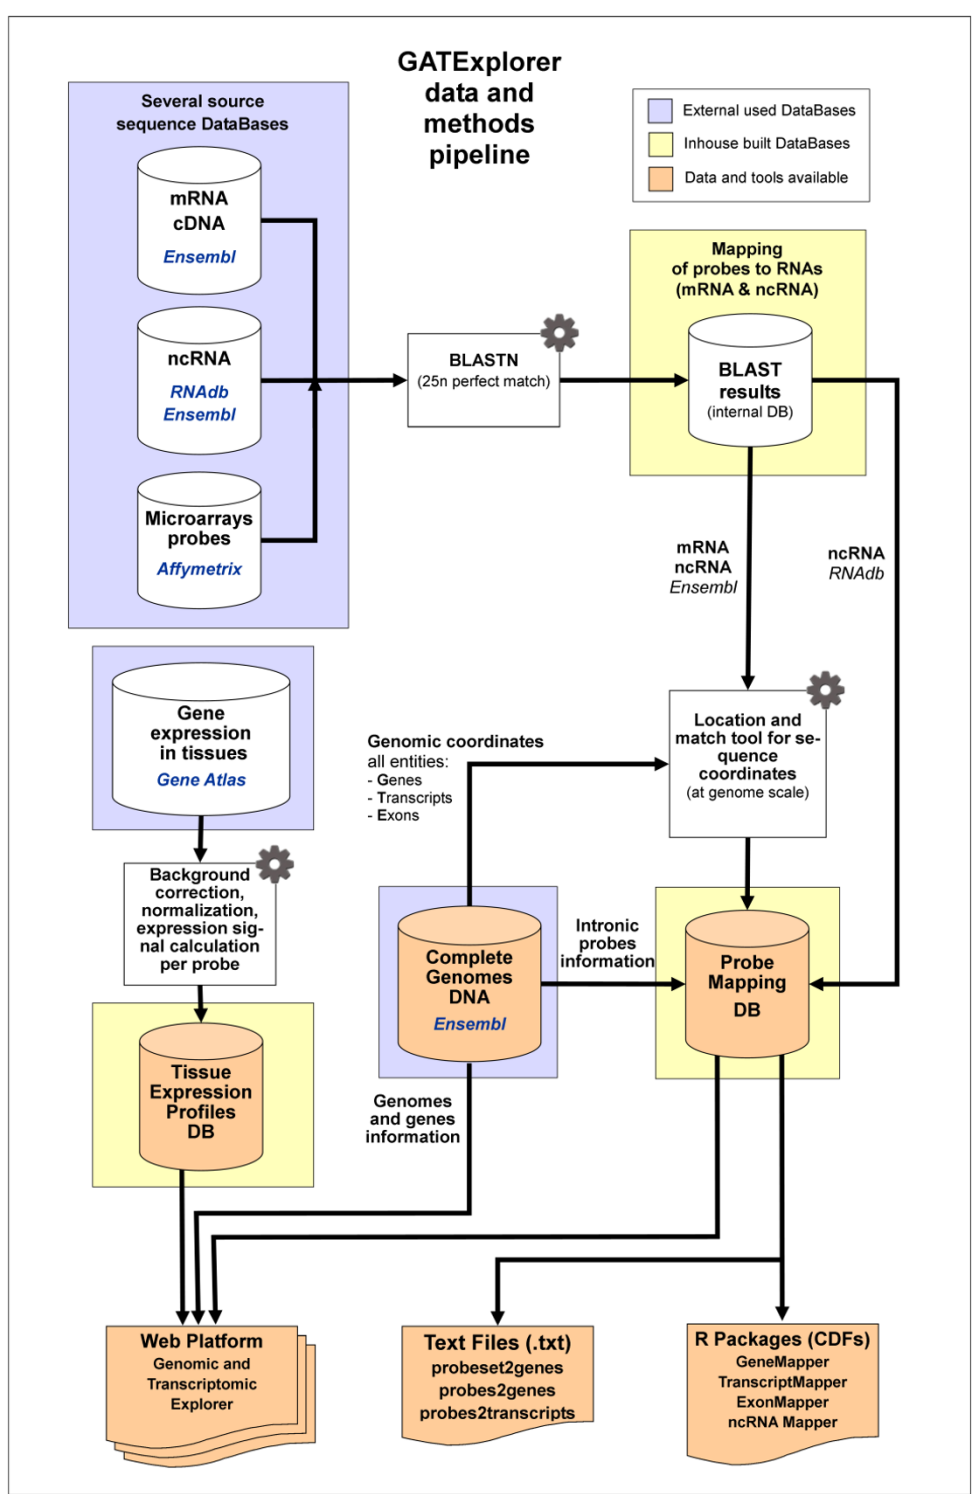 GATExplorer
data and
methods
pipeline
External used DataBases
Inhouse built DataBases
Data and tools available
Several source
sequence DataBases
mRNA
cDNA
Ensembl
ncRNA
RNAdb
Ensembl
Microarrays
probes
Affymetrix
BLASTN
(25n perfect match)
Mapping
of probes to RNAs
(mRNA & ncRNA)
BLAST
results
(internal DB)
mRNA
ncRNA
Ensembl
ncRNA
RNAdb
Gene
expression
in tissues
Gene Atlas
Genomic coordinates
all entities:
- Genes
- Transcripts
- Exons
Location and
match tool for se-
quence
coordinates
(at genome scale)
Background
correction,
normalization,
expression sig-
nal calculation
per probe
Complete
Genomes
DNA
Ensembl
Intronic
probes
information
Probe
Mapping
DB
Tissue
Expression
Profiles
DB
Genomes
and genes
information
Web Platform
Genomic and
Transcriptomic
Explorer
Text Files (.txt)
probeset2genes
probes2genes
probes2transcripts
R Packages (CDFs)
GeneMapper
TranscriptMapper
ExonMapper
ncRNA Mapper